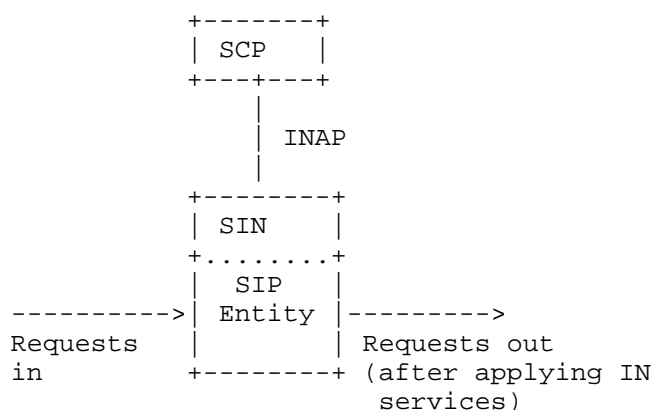 SCP
INAP
SIN
SIP
Entity
Requests in
Requests out
(after applying IN
services)